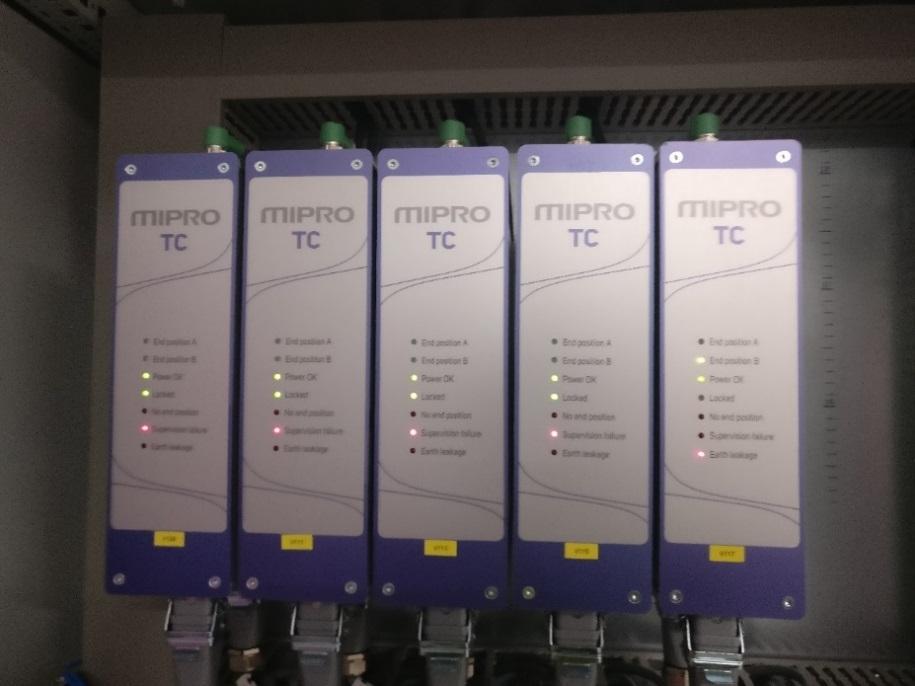 MIPRO
TC
End position A
End position B
Power OK
Locked
No end position
Supervision failure
Earth leakage
MIPRO
TC
End position A
End position B
Power OK
Locked
No end position
Supervision failure
Earth leakage
MIPRO
TC
End position A
End position B
Power OK
Locked
No end position
Supervision failure
Earth leakage
MIPRO
TC
End position A
End position B
Power OK
Locked
No end position
Supervision failure
Earth leakage
MIPRO
TC
End position A
End position B
Power OK
Locked
No end position
Supervision failure
Earth leakage